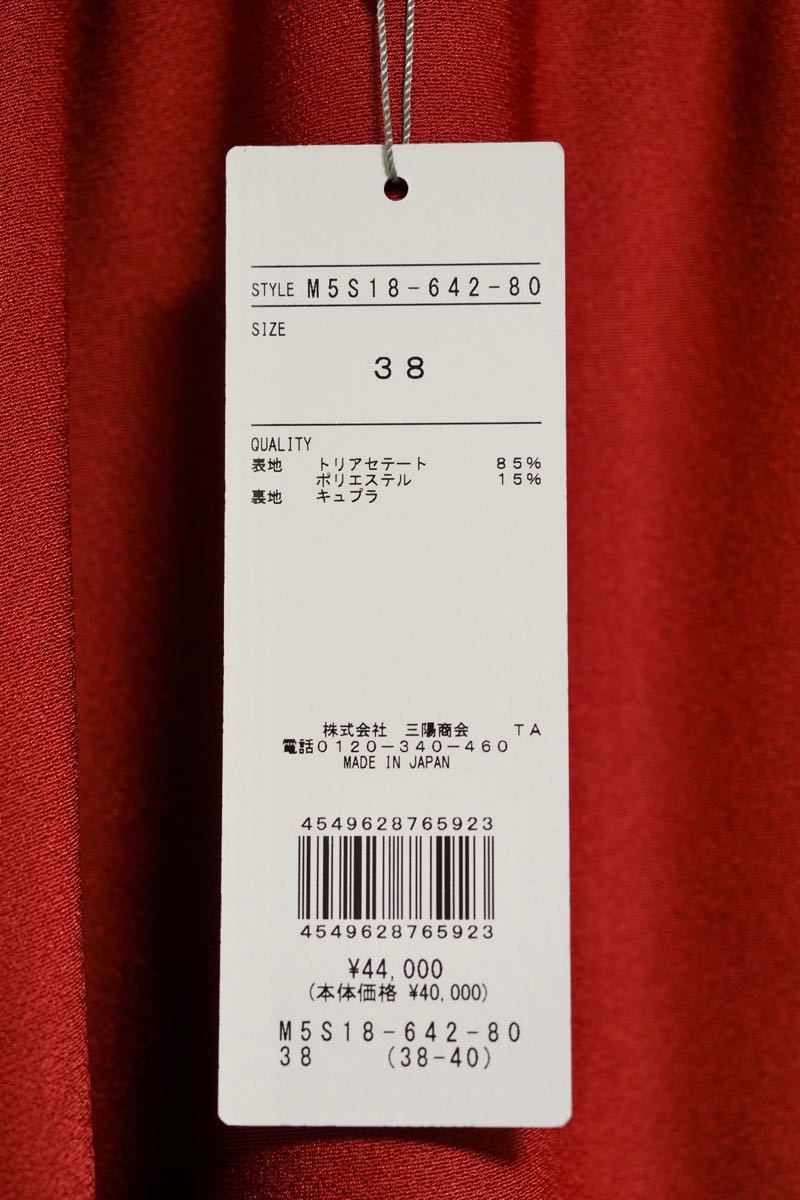 STYLE M5S18-642-80
SIZE
38
QUALITY
表地 トリアセテート 85%
ポリエステル 15%
裏地 キュプラ
株式会社 三陽商会 TA
電話0120-340-460
MADE IN JAPAN
4549628765923
4549628765923
¥44,000
(本体価格 ¥40,000)
M5S18-642-80
38 (38-40)